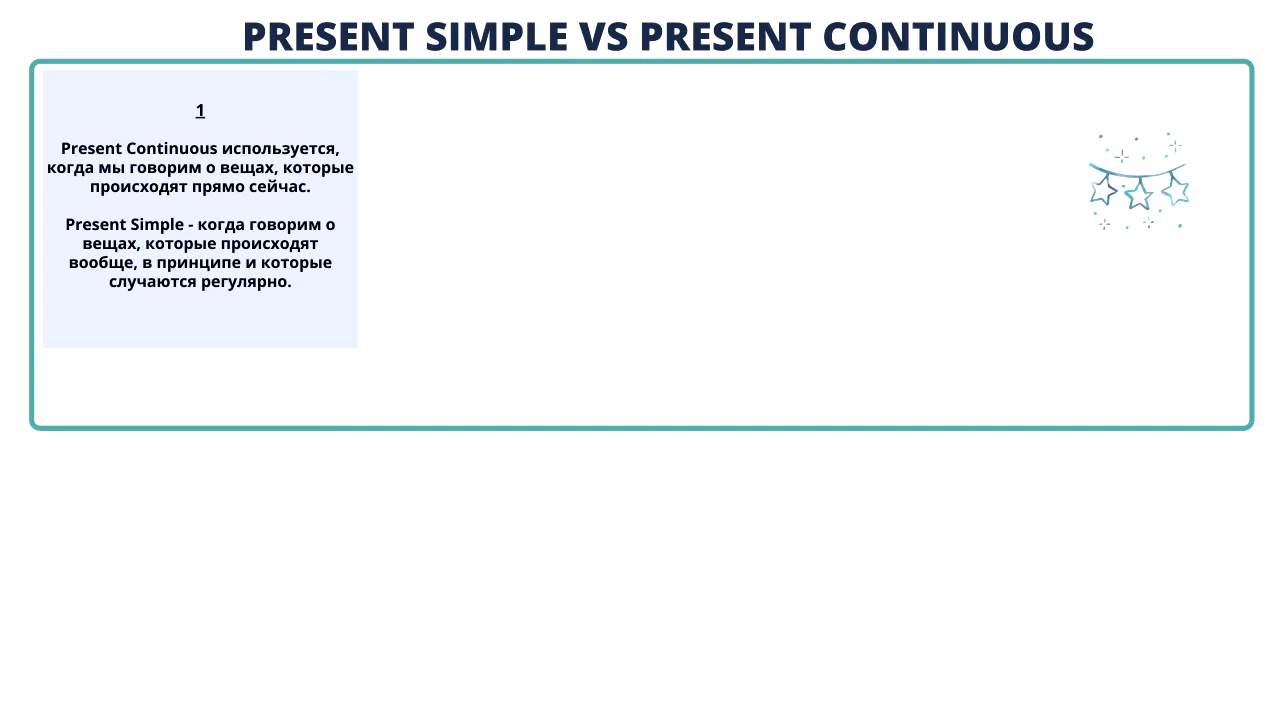 PRESENT SIMPLE VS PRESENT CONTINUOUS
1
Present Continuous используется,
когда мы говорим о вещах, которые
происходят прямо сейчас.
Present Simple - когда говорим о
вещах, которые происходят
вообще, в принципе и которые
случаются регулярно.